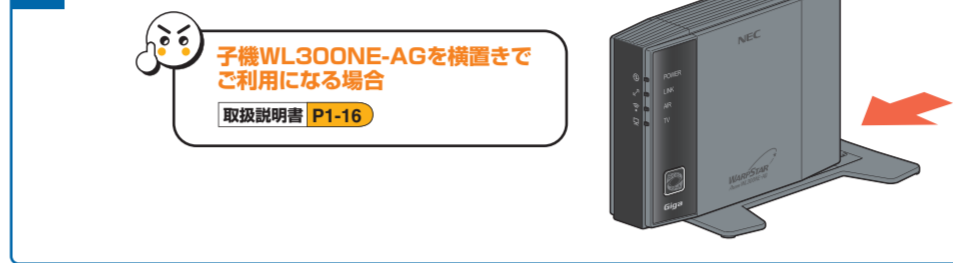 子機WL300NE-AGを横置きで
ご利用になる場合
取扱説明書 P1-16
NEC
POWER
LINK
AIR
TV
WARPSTAR
Giga